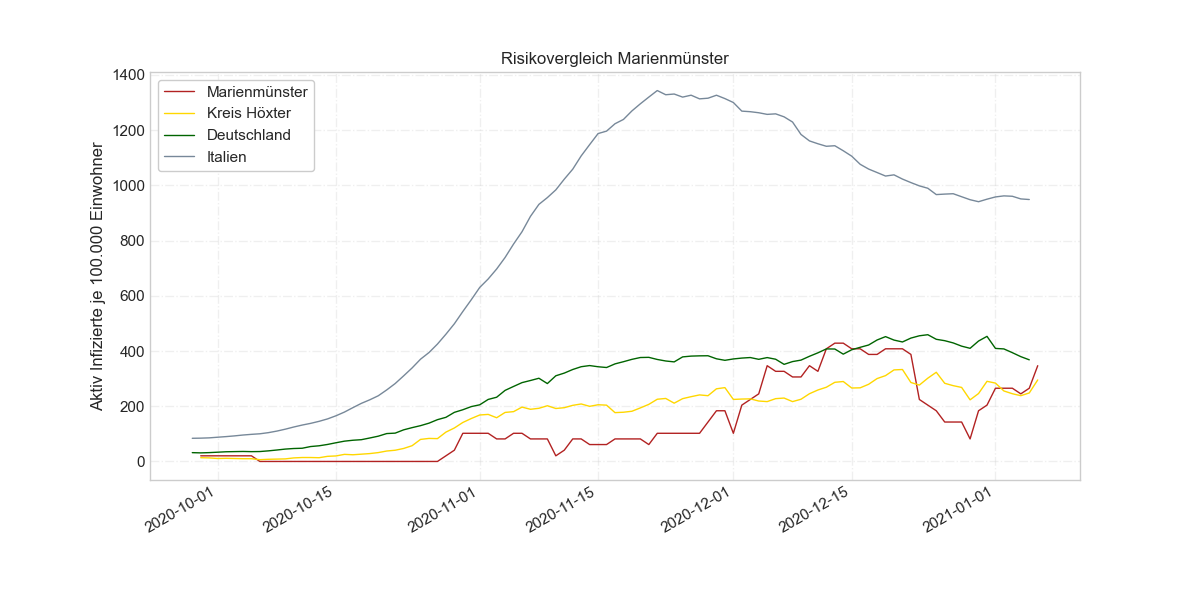 Risikovergleich Marienmünster
Aktiv Infizierte je 100.000 Einwohner
1400
1200
1000
800
600
400
200
0
Marienmünster
Kreis Höxter
Deutschland
Italien
2020-10-01
2020-10-15
2020-11-01
2020-11-15
2020-12-01
2020-12-15
2021-01-01